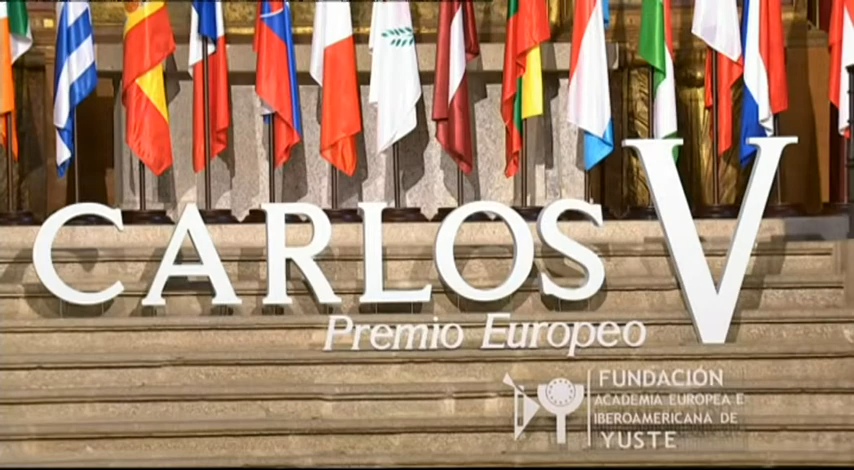 CARLOS V
Premio Europeo
FUNDACIÓN
ACADEMIA EUROPEA E
IBEROAMERICANA DE
YUSTE